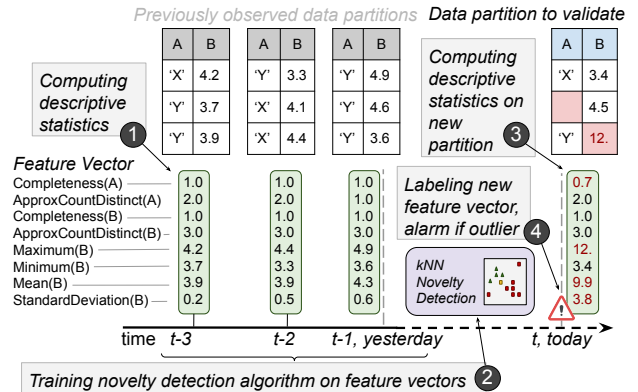 Previously observed data partitions
Data partition to validate
A B
'X' 4.2
'Y' 3.7
'Y' 3.9
A B
'Y' 3.3
'X' 4.1
'X' 4.4
A B
'Y' 4.9
'Y' 4.6
'Y' 3.6
A B
'X' 3.4
4.5
'Y' 12.
Computing
descriptive
statistics
1
Computing
descriptive
statistics on
new
partition
3
Feature Vector
Completeness(A) 1.0 1.0 1.0 0.7
ApproxCountDistinct(A) 2.0 2.0 1.0 2.0
Completeness(B) 1.0 1.0 1.0 1.0
ApproxCountDistinct(B) 3.0 3.0 3.0 3.0
Maximum(B) 4.2 4.4 4.9 12.
Minimum(B) 3.7 3.3 3.6 3.4
Mean(B) 3.9 3.9 4.3 9.9
StandardDeviation(B) 0.2 0.5 0.6 3.8
Labeling new
feature vector,
alarm if outlier
4
kNN
Novelty
Detection
!
time t-3 t-2 t-1, yesterday t, today
Training novelty detection algorithm on feature vectors
2